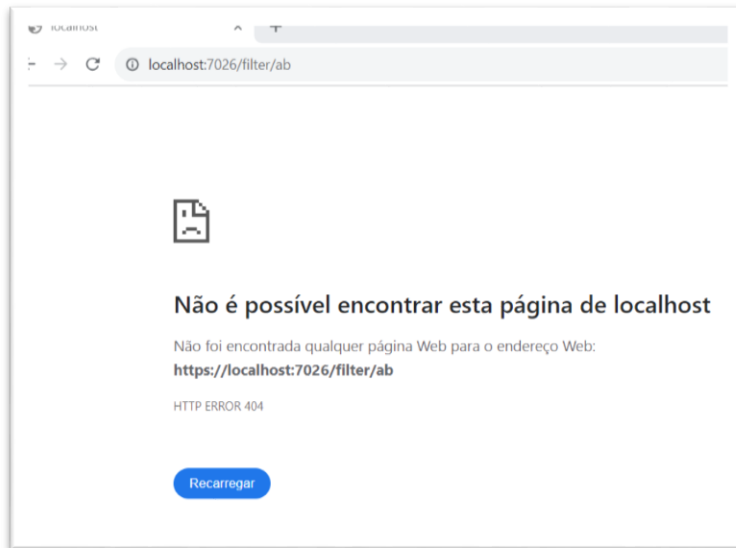 localhost
localhost:7026/filter/ab
Não é possível encontrar esta página de localhost
Não foi encontrada qualquer página Web para o endereço Web:
https://localhost:7026/filter/ab
HTTP ERROR 404
Recarregar